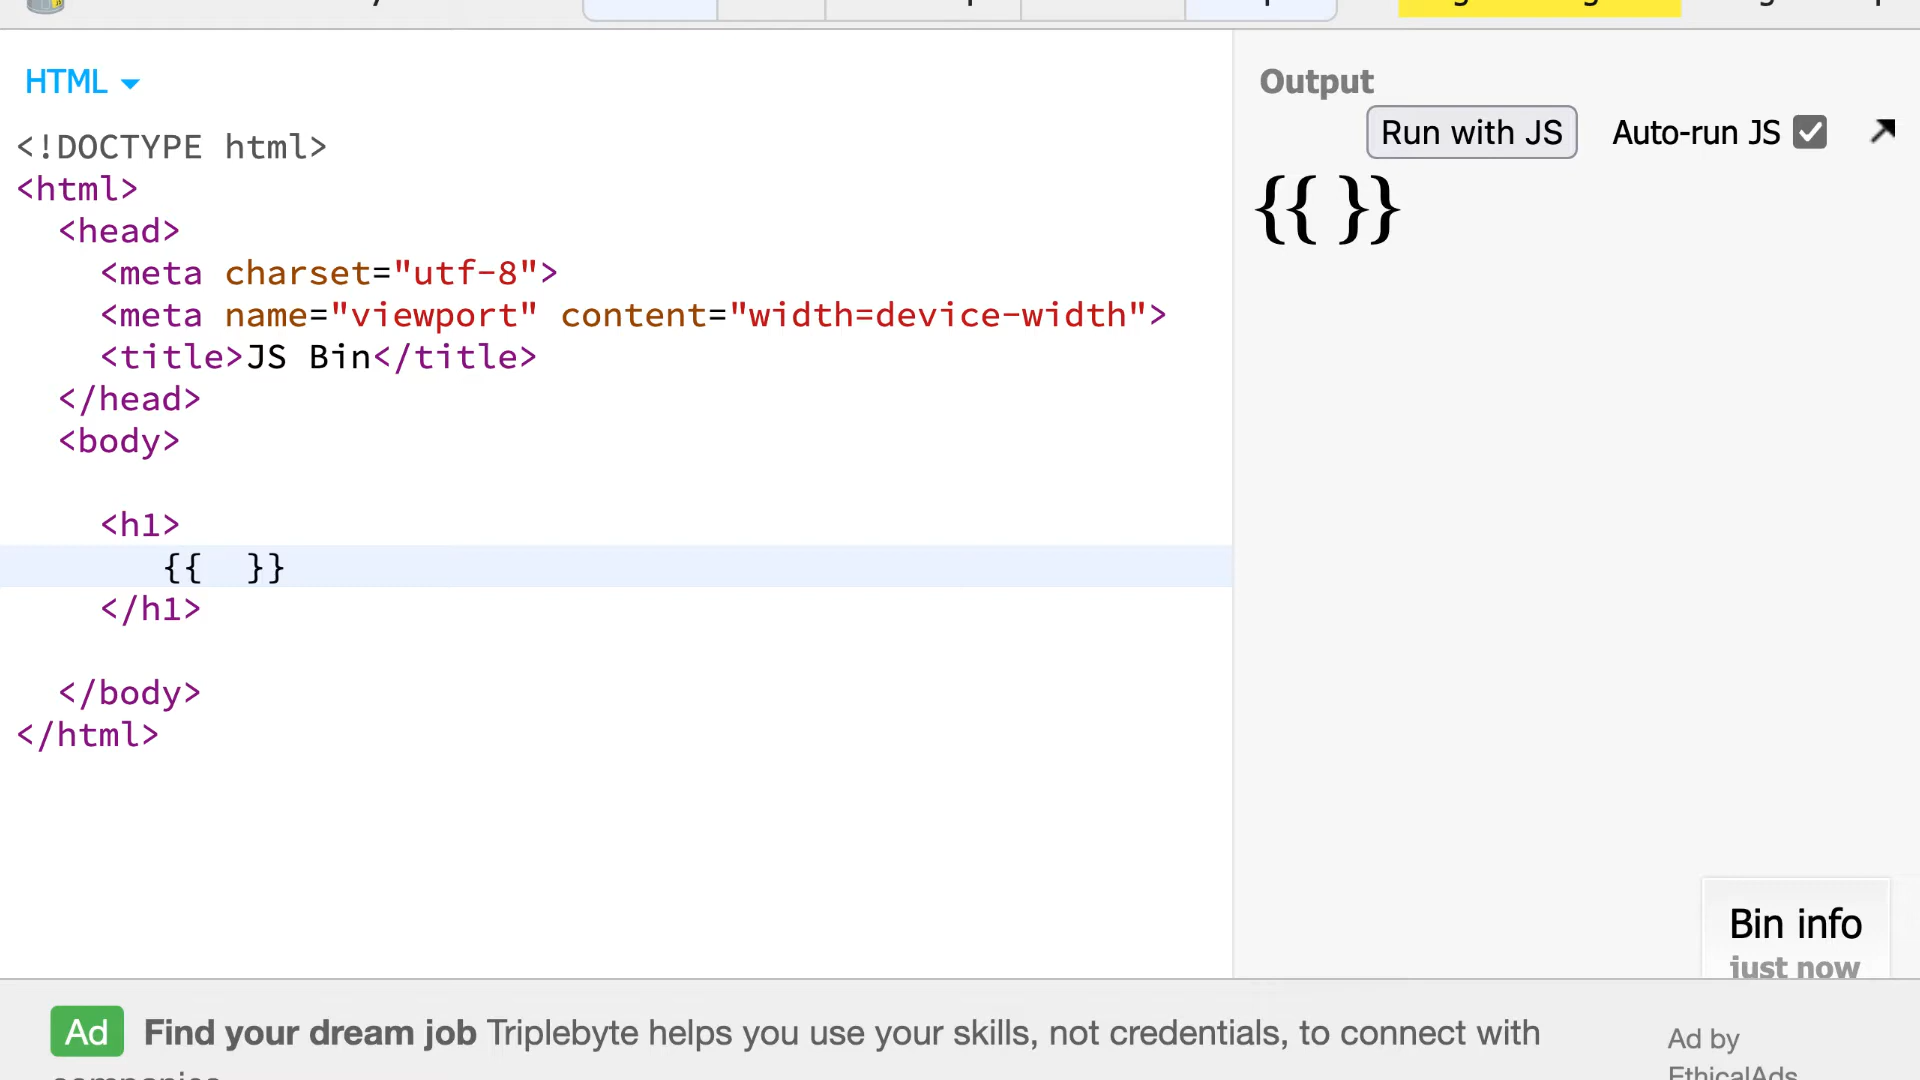 HTML
<!DOCTYPE html>
<html>
<head>
<meta charset="utf-8">
<meta name="viewport" content="width=device-width">
<title>JS Bin</title>
</head>
<body>
<h1>
{{  }}
</h1>
</body>
</html>
Output
Run with JS
Auto-run JS
{{ }}
Bin info
just now
Ad Find your dream job Triplebyte helps you use your skills, not credentials, to connect with
Ad by
EthicalAds